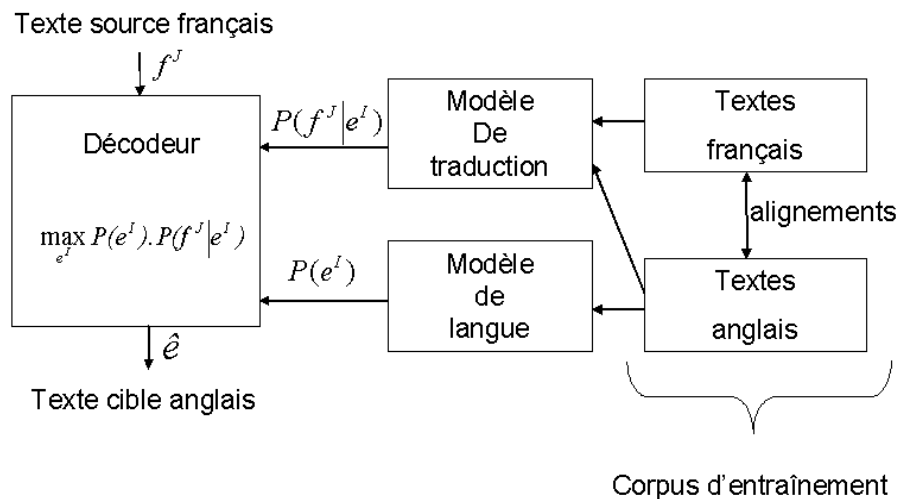 Texte source français
f^J
Décodeur
max P(e^I).P(f^J|e^I)
e^I
ê
Texte cible anglais
P(f^J|e^I)
P(e^I)
Modèle
De
traduction
Modèle
de
langue
Textes
français
alignements
Textes
anglais
Corpus d'entraînement